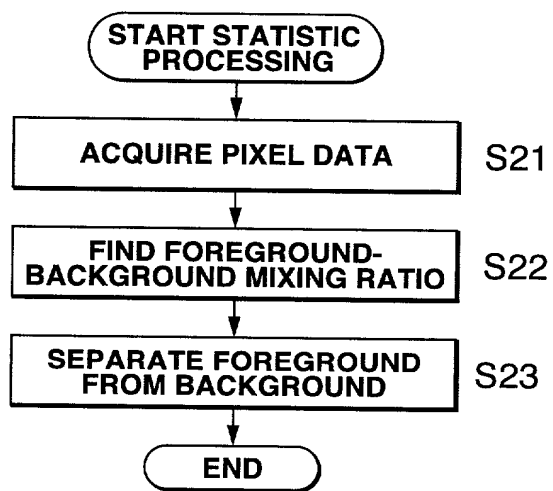 START STATISTIC
PROCESSING
ACQUIRE PIXEL DATA
S21
FIND FOREGROUND-
BACKGROUND MIXING RATIO
S22
SEPARATE FOREGROUND
FROM BACKGROUND
S23
END